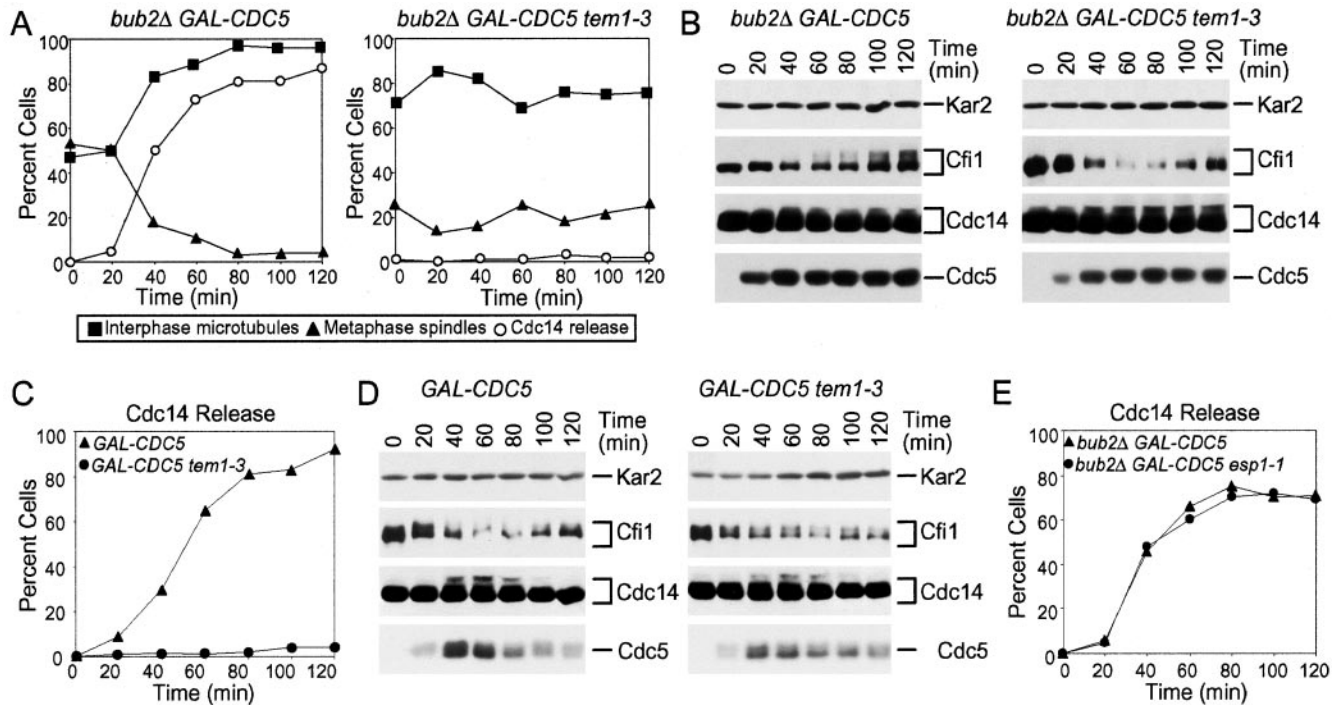 A
bub2Δ GAL-CDC5
bub2Δ GAL-CDC5 tem1-3
Percent Cells
100
80
60
40
20
0
0 20 40 60 80 100 120
Time (min)
Percent Cells
100
80
60
40
20
0
0 20 40 60 80 100 120
Time (min)
Interphase microtubules Metaphase spindles Cdc14 release
B
bub2Δ GAL-CDC5
0 20 40 60 80 100 120
Time
(min)
Kar2
Cfi1
Cdc14
Cdc5
bub2Δ GAL-CDC5 tem1-3
0 20 40 60 80 100 120
Time
(min)
Kar2
Cfi1
Cdc14
Cdc5
C
Cdc14 Release
GAL-CDC5
GAL-CDC5 tem1-3
Percent Cells
100
80
60
40
20
0
0 20 40 60 80 100 120
Time (min)
D
GAL-CDC5
0 20 40 60 80 100 120
Time
(min)
Kar2
Cfi1
Cdc14
Cdc5
GAL-CDC5 tem1-3
0 20 40 60 80 100 120
Time
(min)
Kar2
Cfi1
Cdc14
Cdc5
E
Cdc14 Release
bub2Δ GAL-CDC5
bub2Δ GAL-CDC5 esp1-1
Percent Cells
100
80
60
40
20
0
0 20 40 60 80 100 120
Time (min)